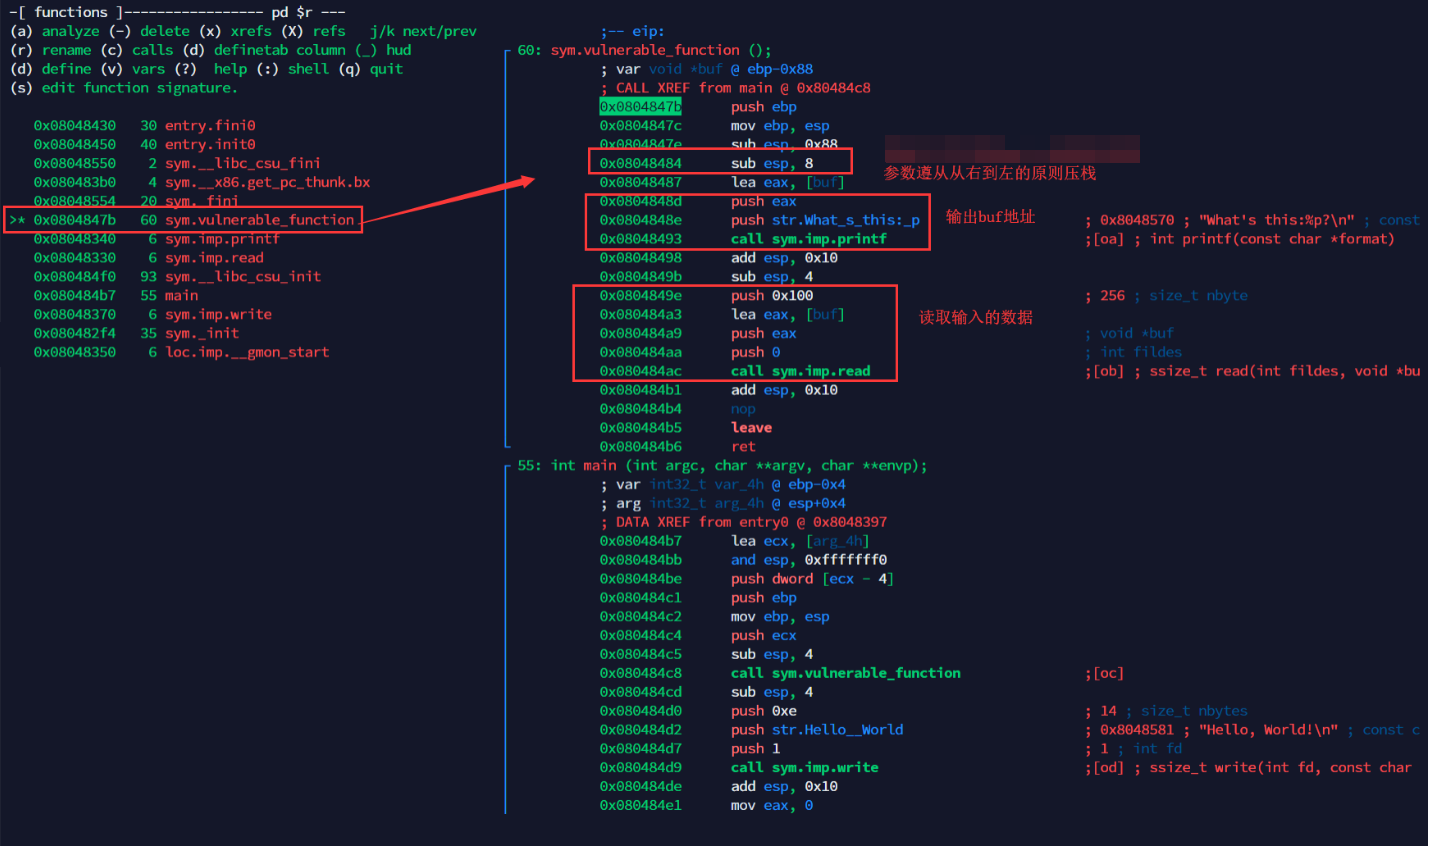 -[ functions ]----------------- pd $r ---
(a) analyze (-) delete (x) xrefs (X) refs   j/k next/prev
(r) rename (c) calls (d) definetab column (_) hud
(d) define (v) vars (?)  help (:) shell (q) quit
(s) edit function signature.
0x08048430   30 entry.fini0
0x08048450   40 entry.init0
0x08048550    2 sym.__libc_csu_fini
0x080483b0    4 sym.__x86.get_pc_thunk.bx
0x08048554   20 sym._fini
>* 0x0804847b   60 sym.vulnerable_function
0x08048340    6 sym.imp.printf
0x08048330    6 sym.imp.read
0x080484f0   93 sym.__libc_csu_init
0x080484b7   55 main
0x08048370    6 sym.imp.write
0x080482f4   35 sym._init
0x08048350    6 loc.imp.__gmon_start
;-- eip:
60: sym.vulnerable_function ();
; var void *buf @ ebp-0x88
; CALL XREF from main @ 0x80484c8
0x0804847b      push ebp
0x0804847c      mov ebp, esp
0x0804847e      sub esp, 0x88
0x08048484      sub esp, 8
参数遵从从右到左的原则压栈
0x08048487      lea eax, [buf]
0x0804848d      push eax
0x0804848e      push str.What_s_this:_p     ; 0x8048570 ; "What's this:%p?\n" ; const
输出buf地址
0x08048493      call sym.imp.printf     ;[oa] ; int printf(const char *format)
0x08048498      add esp, 0x10
0x0804849b      sub esp, 4
0x0804849e      push 0x100     ; 256 ; size_t nbyte
0x080484a3      lea eax, [buf]
读取输入的数据
0x080484a9      push eax     ; void *buf
0x080484aa      push 0     ; int fildes
0x080484ac      call sym.imp.read     ;[ob] ; ssize_t read(int fildes, void *bu
0x080484b1      add esp, 0x10
0x080484b4      nop
0x080484b5      leave
0x080484b6      ret
55: int main (int argc, char **argv, char **envp);
; var int32_t var_4h @ ebp-0x4
; arg int32_t arg_4h @ esp+0x4
; DATA XREF from entry0 @ 0x8048397
0x080484b7      lea ecx, [arg_4h]
0x080484bb      and esp, 0xfffffff0
0x080484be      push dword [ecx - 4]
0x080484c1      push ebp
0x080484c2      mov ebp, esp
0x080484c4      push ecx
0x080484c5      sub esp, 4
0x080484c8      call sym.vulnerable_function     ;[oc]
0x080484cd      sub esp, 4
0x080484d0      push 0xe     ; 14 ; size_t nbytes
0x080484d2      push str.Hello__World     ; 0x8048581 ; "Hello, World!\n" ; const c
0x080484d7      push 1     ; 1 ; int fd
0x080484d9      call sym.imp.write     ;[od] ; ssize_t write(int fd, const char
0x080484de      add esp, 0x10
0x080484e1      mov eax, 0